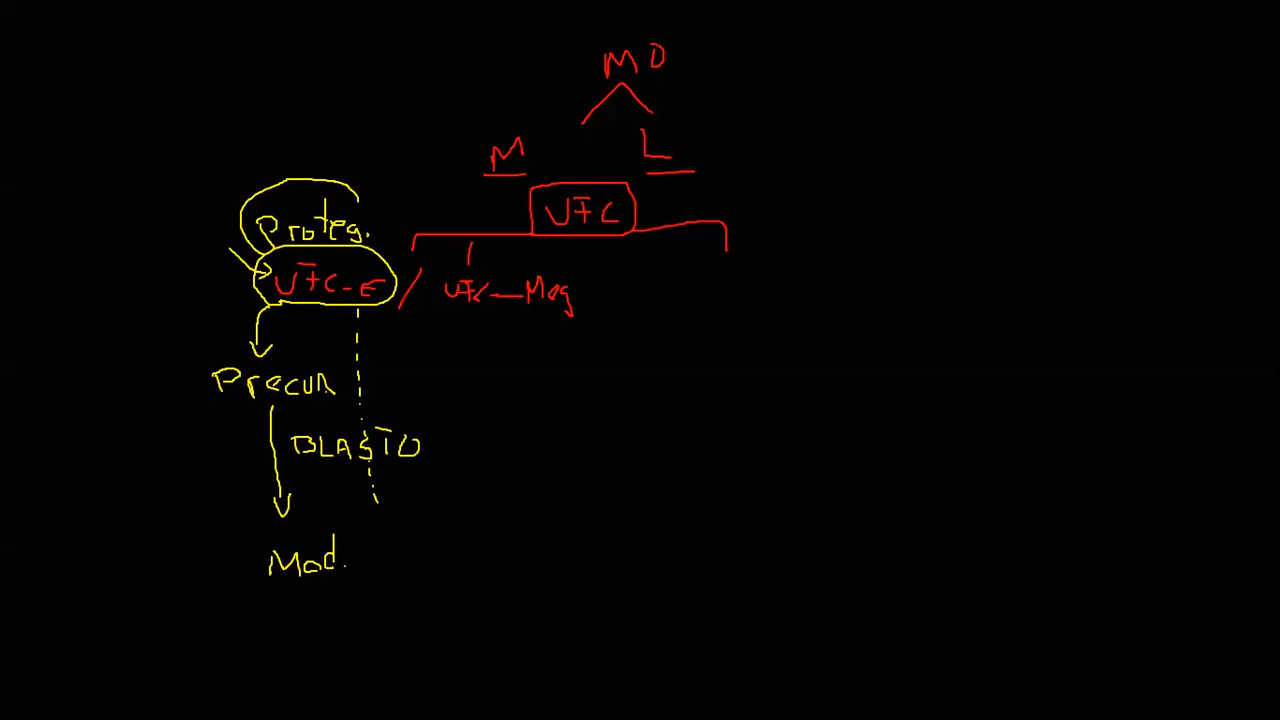 MO
M L
UFC
Proteg.
UFC-E
UFC-Meg
Precur
BLASTO
Mad.